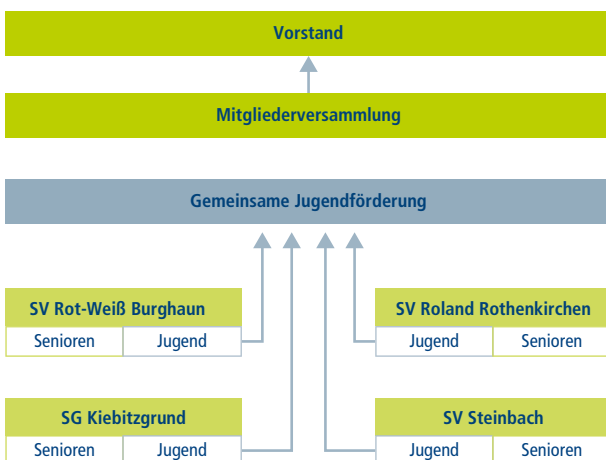 Vorstand
Mitgliederversammlung
Gemeinsame Jugendförderung
SV Rot-Weiß Burghaun
Senioren Jugend
SV Roland Rothenkirchen
Jugend Senioren
SG Kiebitzgrund
Senioren Jugend
SV Steinbach
Jugend Senioren